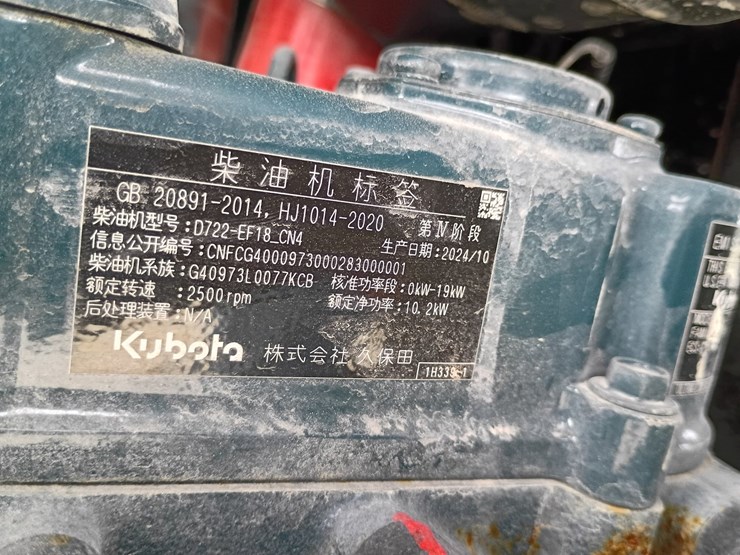 柴油机标签
GB 20891-2014, HJ1014-2020 第Ⅳ阶段
柴油机型号:D722-EF18_CN4 生产日期:2024/10
信息公开编号:CNFCG4000973000283000001
柴油机系族:G40973L0077KCB 核准功率段:0kW-19kW
额定转速:2500rpm 额定净功率:10.2kW
后处理装置:N/A
Kubota 株式会社久保田
1H339-1